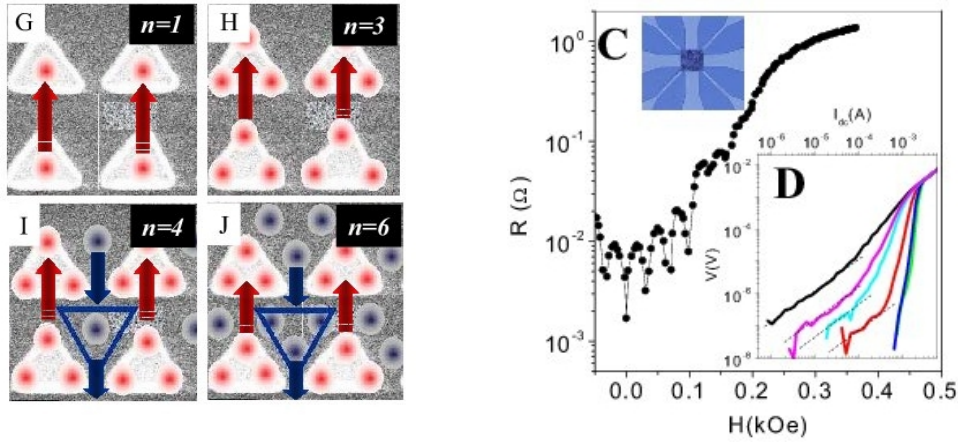 G n=1
H n=3
I n=4
J n=6
C
10⁰
10⁻¹
10⁻²
10⁻³
R (Ω)
0.0 0.1 0.2 0.3 0.4 0.5
H(kOe)
D
I_dc(A)
10⁻⁶ 10⁻⁵ 10⁻⁴ 10⁻³
V(V)
10⁻²
10⁻⁴
10⁻⁶
10⁻⁸